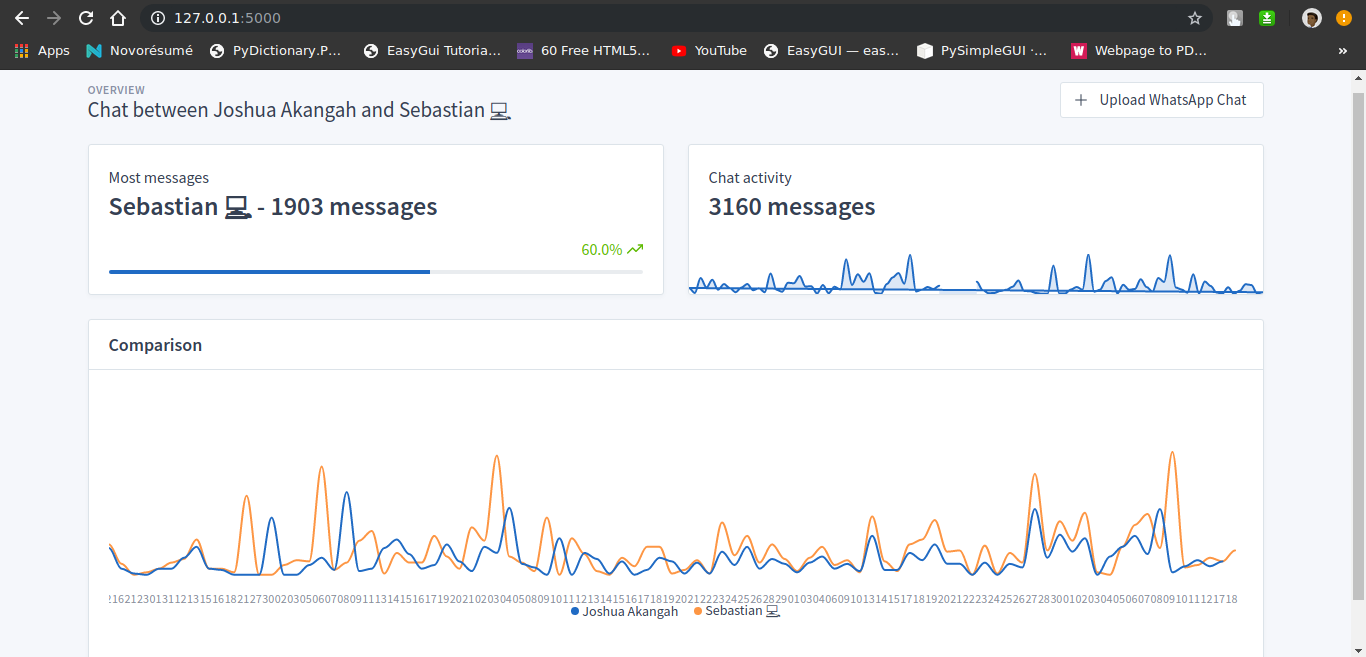 127.0.0.1:5000
Apps Novorésumé PyDictionary.P... EasyGui Tutoria... colorlib 60 Free HTML5... YouTube EasyGUI — eas... PySimpleGUI ·... W Webpage to PD... »
OVERVIEW
Chat between Joshua Akangah and Sebastian 💻
+ Upload WhatsApp Chat
Most messages
Sebastian 💻 - 1903 messages
60.0%
Chat activity
3160 messages
Comparison
Joshua Akangah Sebastian 💻